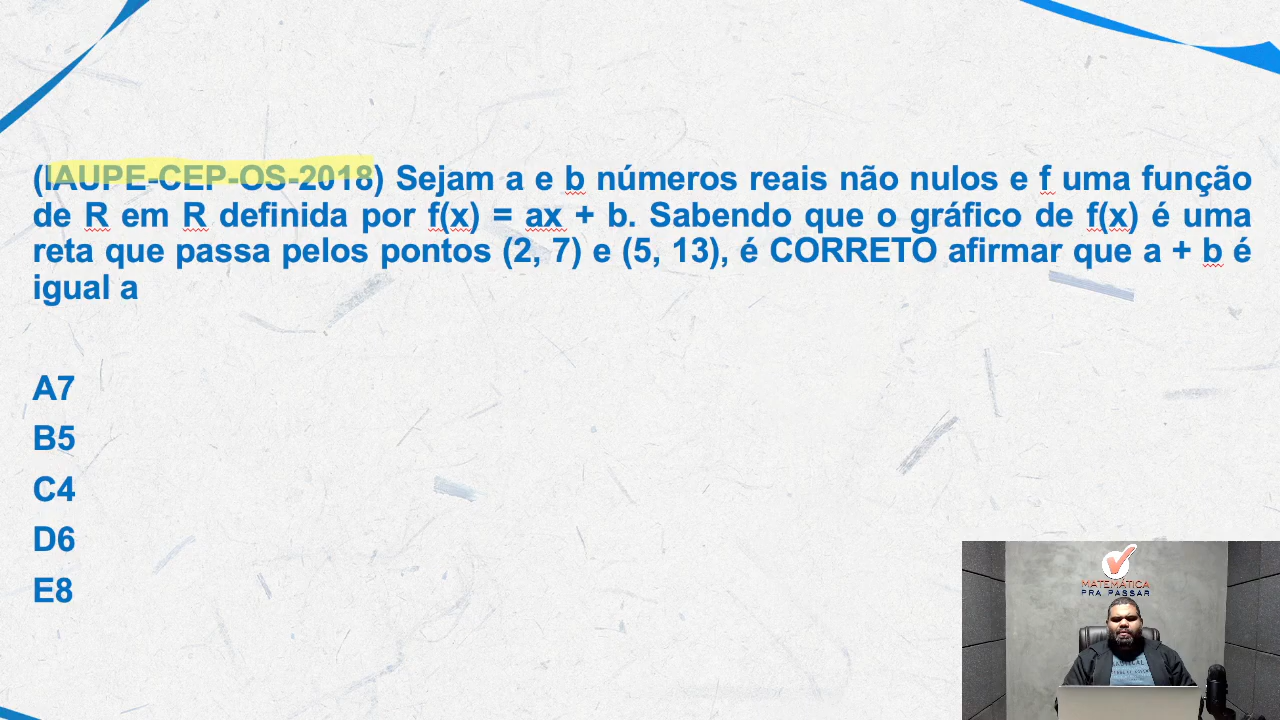 (IAUPE-CEP-OS-2018) Sejam a e b números reais não nulos e f uma função
de R em R definida por f(x) = ax + b. Sabendo que o gráfico de f(x) é uma
reta que passa pelos pontos (2, 7) e (5, 13), é CORRETO afirmar que a + b é
igual a
A7
B5
C4
D6
E8
MATEMÁTICA
PRA PASSAR